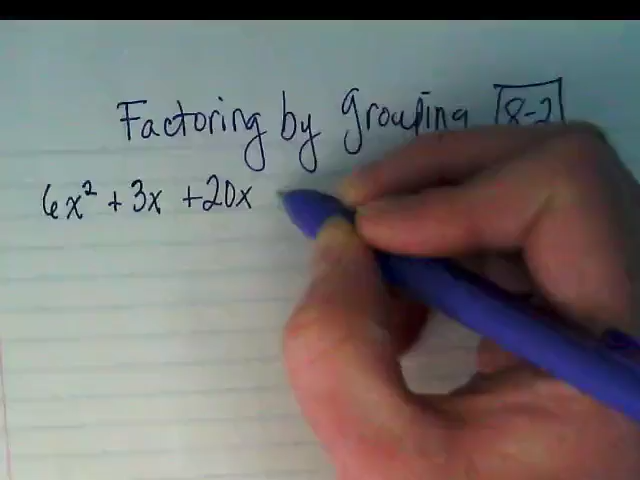 Factoring by Grouping 8-2
6x² + 3x + 20x